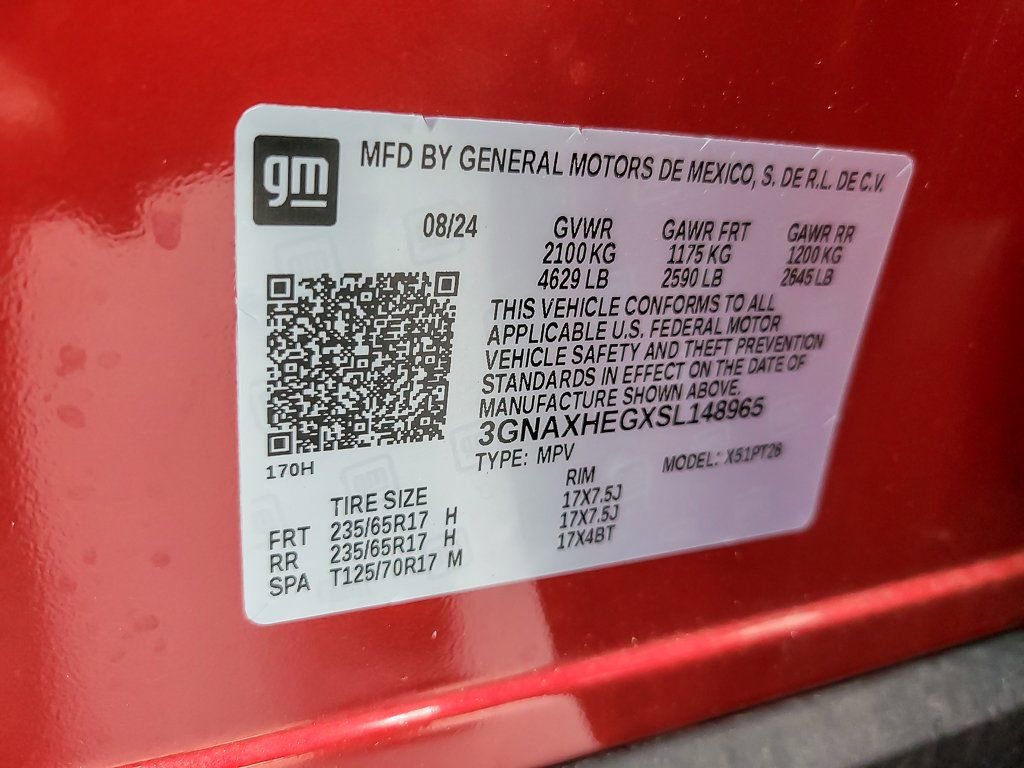 gm
MFD BY GENERAL MOTORS DE MEXICO, S. DE R.L. DE C.V.
08/24 GVWR GAWR FRT GAWR RR
2100 KG 1175 KG 1200 KG
4629 LB 2590 LB 2645 LB
THIS VEHICLE CONFORMS TO ALL
APPLICABLE U.S. FEDERAL MOTOR
VEHICLE SAFETY AND THEFT PREVENTION
STANDARDS IN EFFECT ON THE DATE OF
MANUFACTURE SHOWN ABOVE.
3GNAXHEGXSL148965
170H TYPE: MPV MODEL: X51PT26
TIRE SIZE RIM
FRT 235/65R17 H 17X7.5J
RR 235/65R17 H 17X7.5J
SPA T125/70R17 M 17X4BT